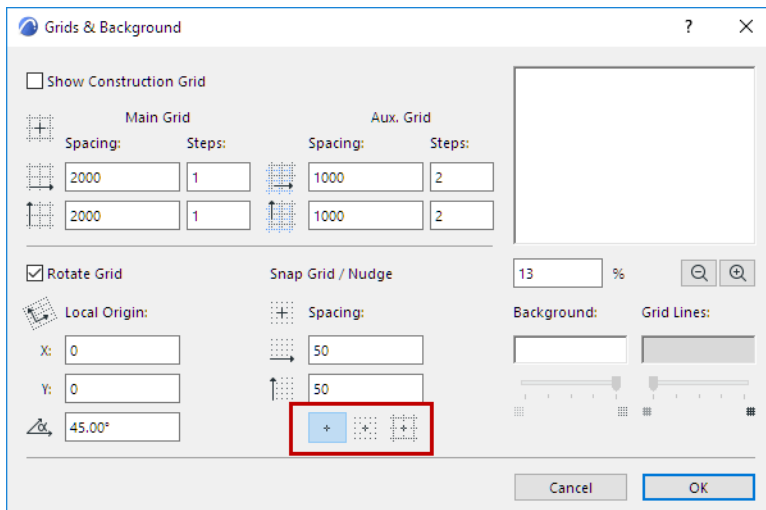 Grids & Background ?
Show Construction Grid
Main Grid Aux. Grid
Spacing: Steps: Spacing: Steps:
2000 1 1000 2
2000 1 1000 2
Rotate Grid Snap Grid / Nudge 13 %
Local Origin: Spacing: Background: Grid Lines:
X: 0 50
Y: 0 50
α 45.00°
Cancel OK